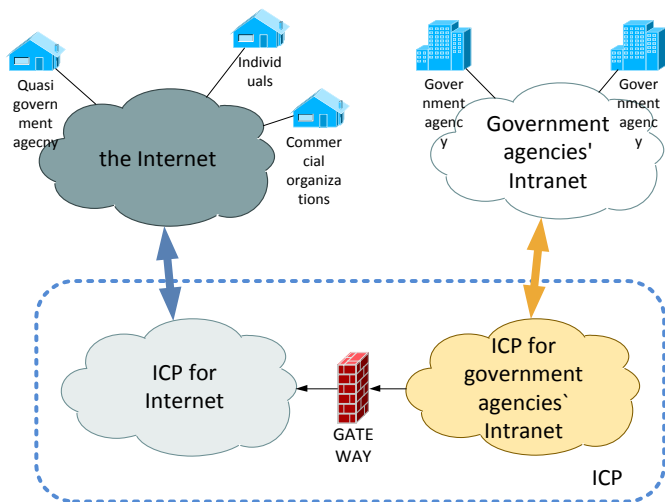 Quasi
govern
ment
agecny
Individ
uals
Commer
cial
organiza
tions
the Internet
Gover
nment
agenc
y
Gover
nment
agenc
y
Government
agencies'
Intranet
ICP for
Internet
GATE
WAY
ICP for
government
agencies`
Intranet
ICP